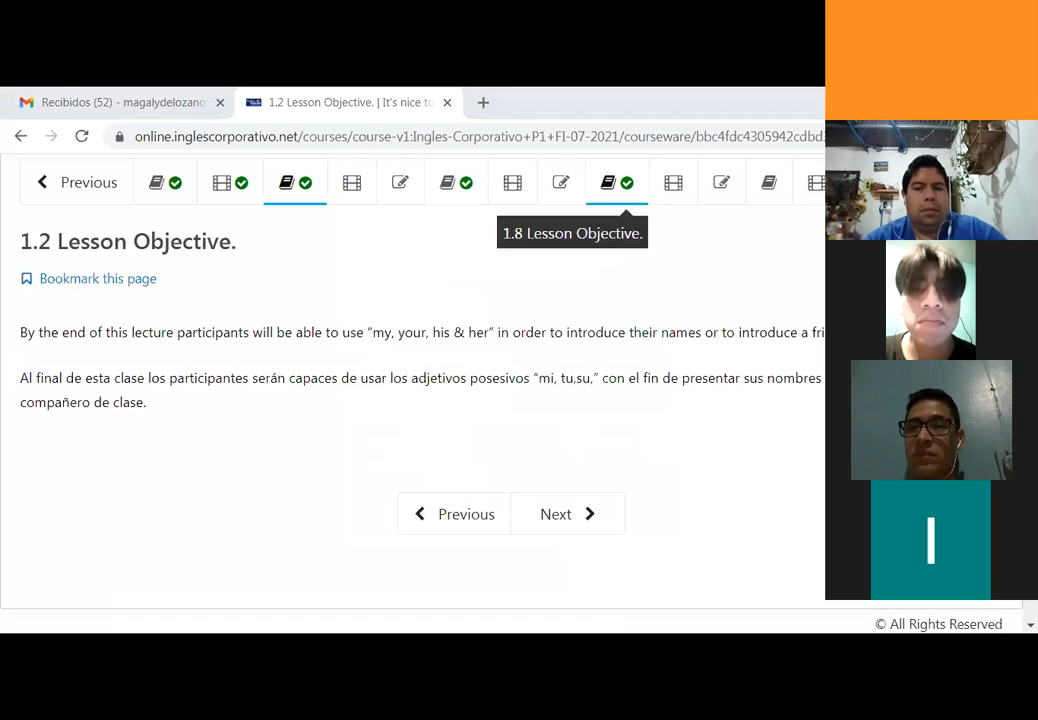 Recibidos (52) - magalydelozano
1.2 Lesson Objective. | It's nice to
online.inglescorporativo.net/courses/course-v1:Ingles-Corporativo+P1+FI-07-2021/courseware/bbc4fdc4305942cdbd
Previous
1.8 Lesson Objective.
1.2 Lesson Objective.
Bookmark this page
By the end of this lecture participants will be able to use “my, your, his & her” in order to introduce their names or to introduce a fri
Al final de esta clase los participantes serán capaces de usar los adjetivos posesivos “mi, tu,su,” con el fin de presentar sus nombres
compañero de clase.
Previous Next
I
© All Rights Reserved